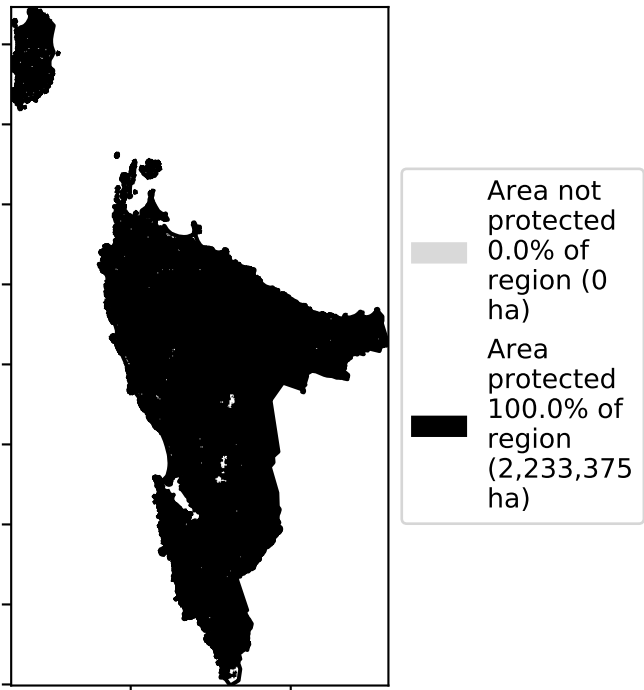 Area not
protected
0.0% of
region (0
ha)
Area
protected
100.0% of
region
(2,233,375
ha)